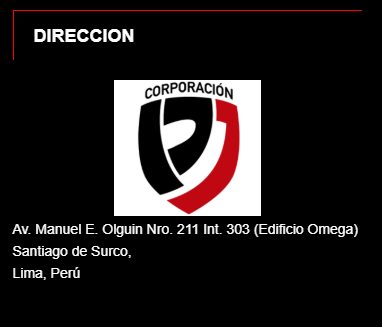 DIRECCION
CORPORACIÓN
Av. Manuel E. Olguin Nro. 211 Int. 303 (Edificio Omega)
Santiago de Surco,
Lima, Perú